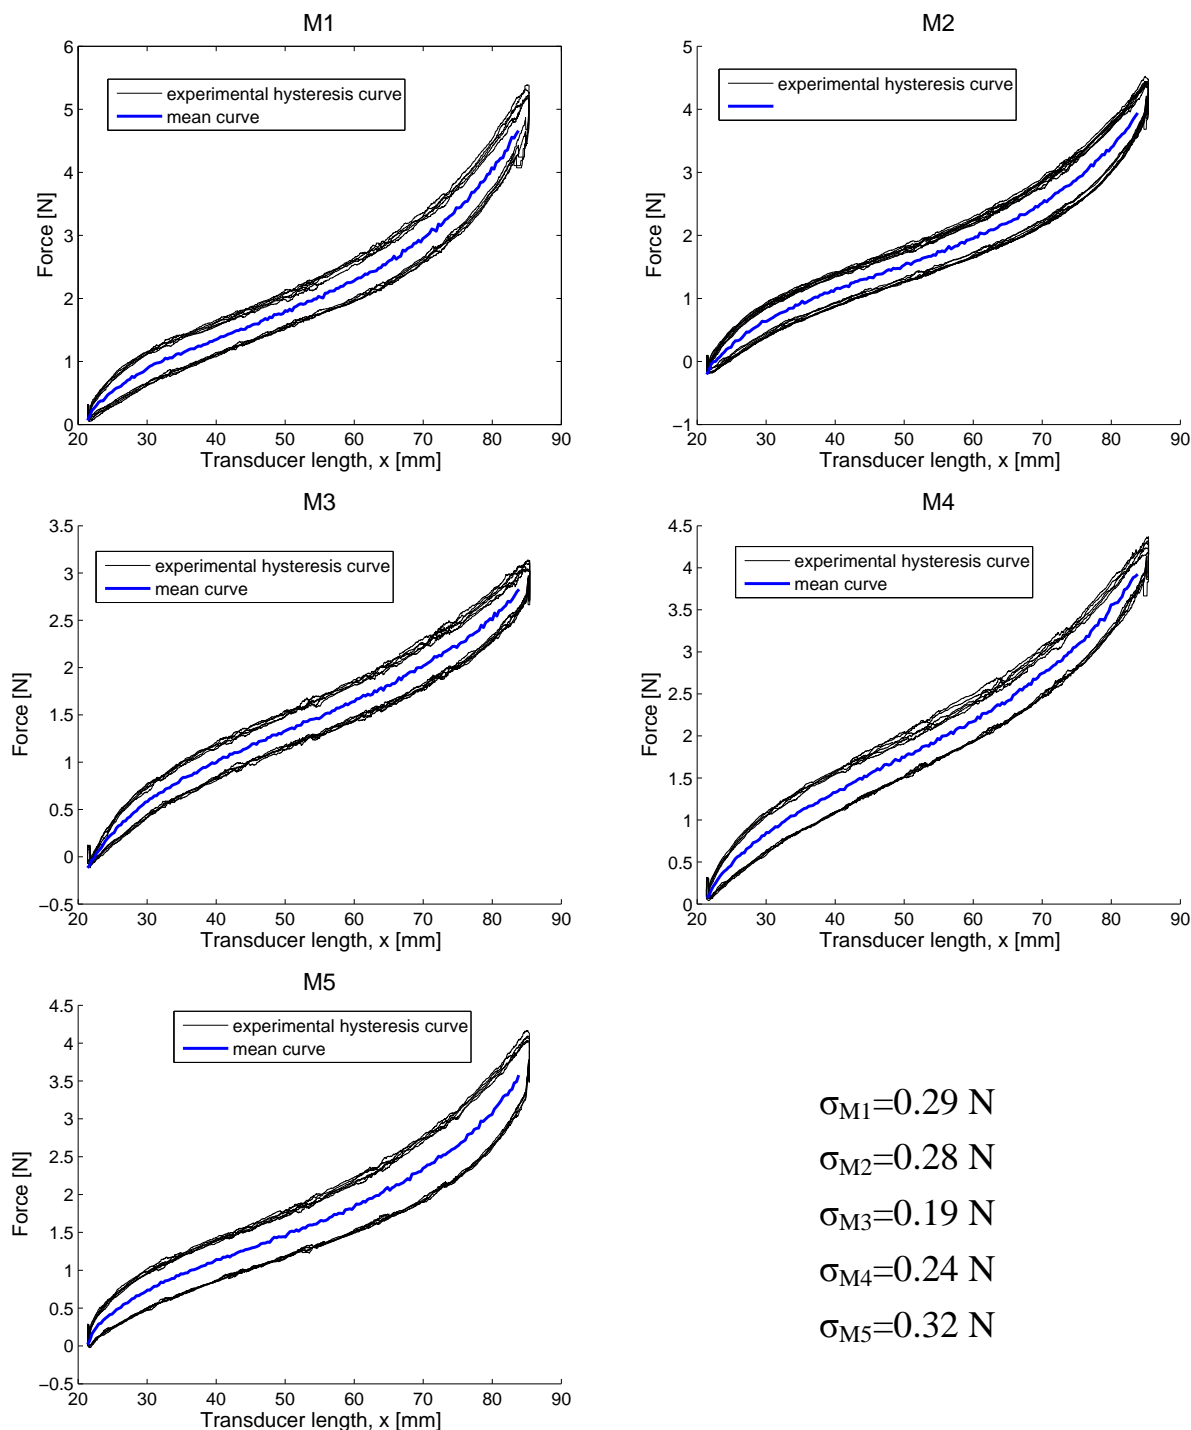 M1
6
5
4
3
2
1
0
Force [N]
experimental hysteresis curve
mean curve
20 30 40 50 60 70 80 90
Transducer length, x [mm]
M2
5
4
3
2
1
0
−1
Force [N]
experimental hysteresis curve
20 30 40 50 60 70 80 90
Transducer length, x [mm]
M3
3.5
3
2.5
2
1.5
1
0.5
0
−0.5
Force [N]
experimental hysteresis curve
mean curve
20 30 40 50 60 70 80 90
Transducer length, x [mm]
M4
4.5
4
3.5
3
2.5
2
1.5
1
0.5
0
Force [N]
experimental hysteresis curve
mean curve
20 30 40 50 60 70 80 90
Transducer length, x [mm]
M5
4.5
4
3.5
3
2.5
2
1.5
1
0.5
0
−0.5
Force [N]
experimental hysteresis curve
mean curve
20 30 40 50 60 70 80 90
Transducer length, x [mm]
σM1=0.29 N
σM2=0.28 N
σM3=0.19 N
σM4=0.24 N
σM5=0.32 N